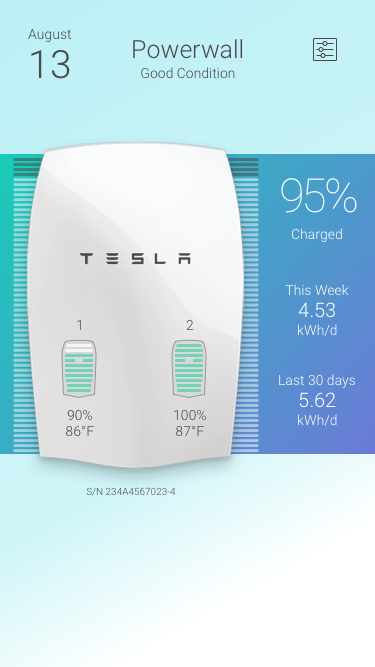 August
13
Powerwall
Good Condition
95%
Charged
TESLA
This Week
4.53
kWh/d
1
2
90%
86°F
100%
87°F
Last 30 days
5.62
kWh/d
S/N 234A4567023-4